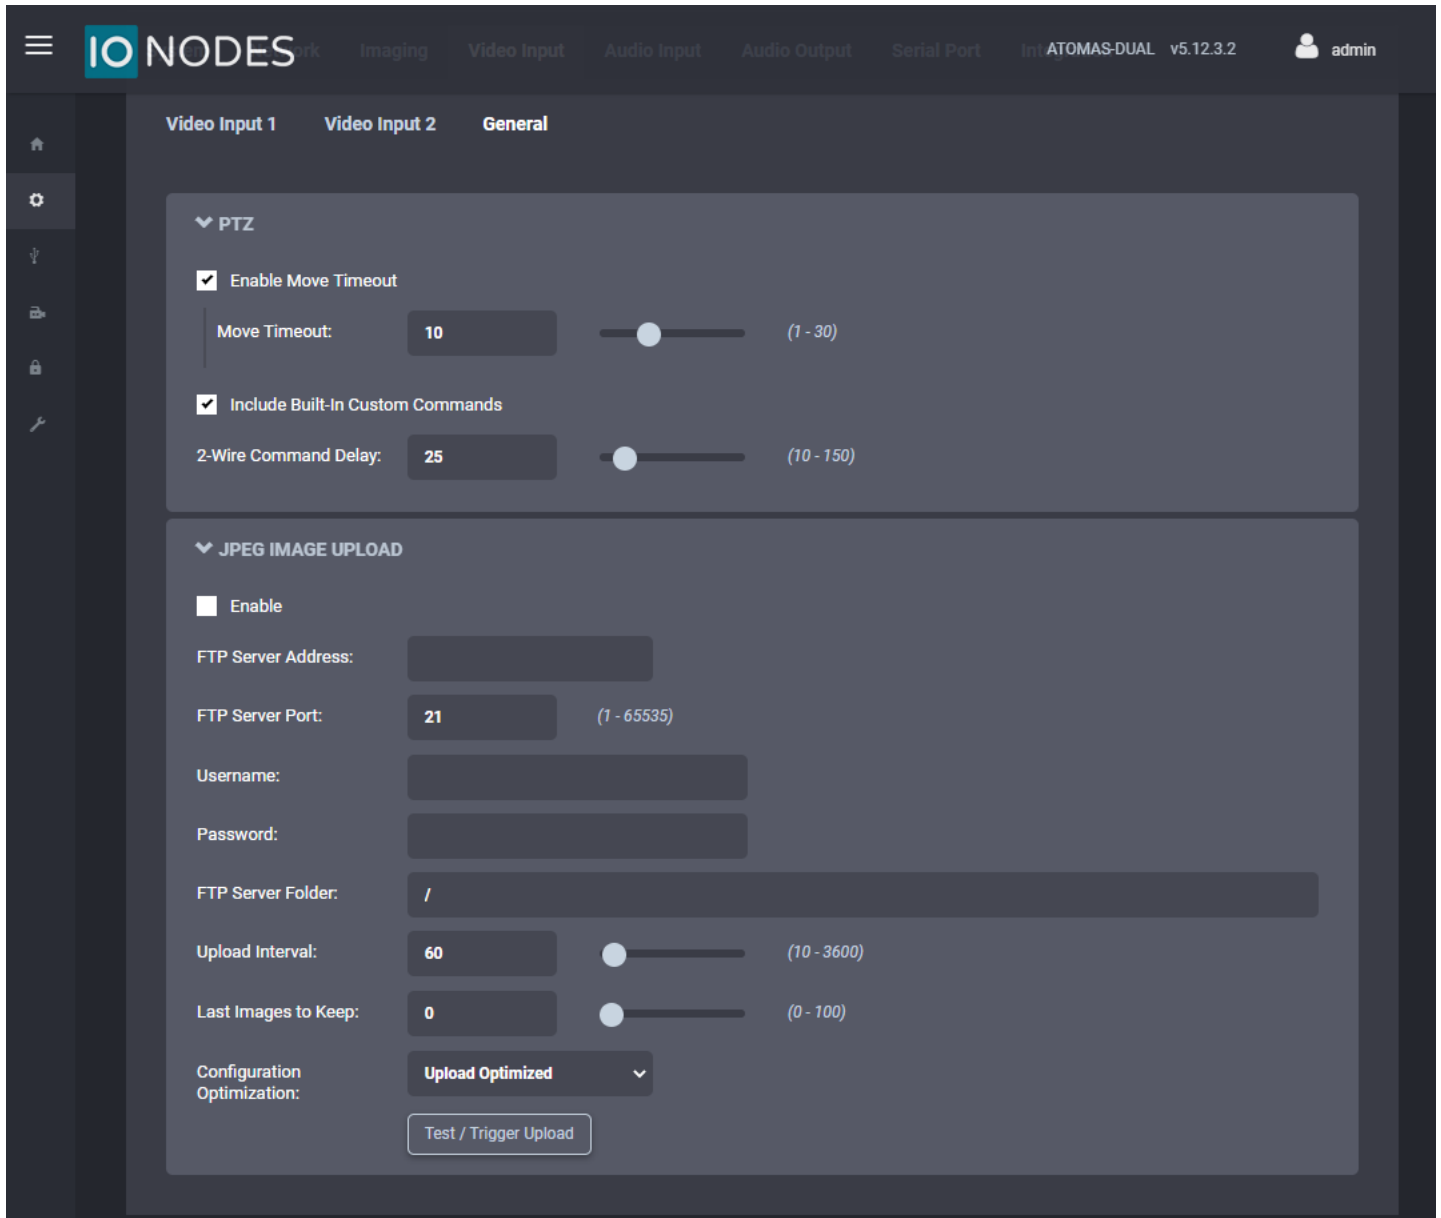 IO NODES
Imaging Video Input Audio Input Audio Output Serial Port
ATOMAS-DUAL v5.12.3.2 admin
Video Input 1 Video Input 2 General
PTZ
Enable Move Timeout
Move Timeout: 10 (1 - 30)
Include Built-In Custom Commands
2-Wire Command Delay: 25 (10 - 150)
JPEG IMAGE UPLOAD
Enable
FTP Server Address:
FTP Server Port: 21 (1 - 65535)
Username:
Password:
FTP Server Folder: /
Upload Interval: 60 (10 - 3600)
Last Images to Keep: 0 (0 - 100)
Configuration
Optimization: Upload Optimized
Test / Trigger Upload